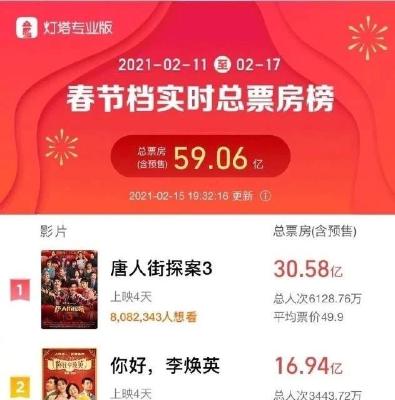 灯塔专业版
2021-02-11 至 02-17
春节档实时总票房榜
总票房
(含预售) 59.06 亿
2021-02-15 19:32:16 更新
影片 总票房(含预售)
1 唐人街探案3 30.58亿
上映4天 总人次6128.76万
8,082,343人想看 平均票价49.9
2 你好，李焕英 16.94亿
上映4天 总人次3443.72万